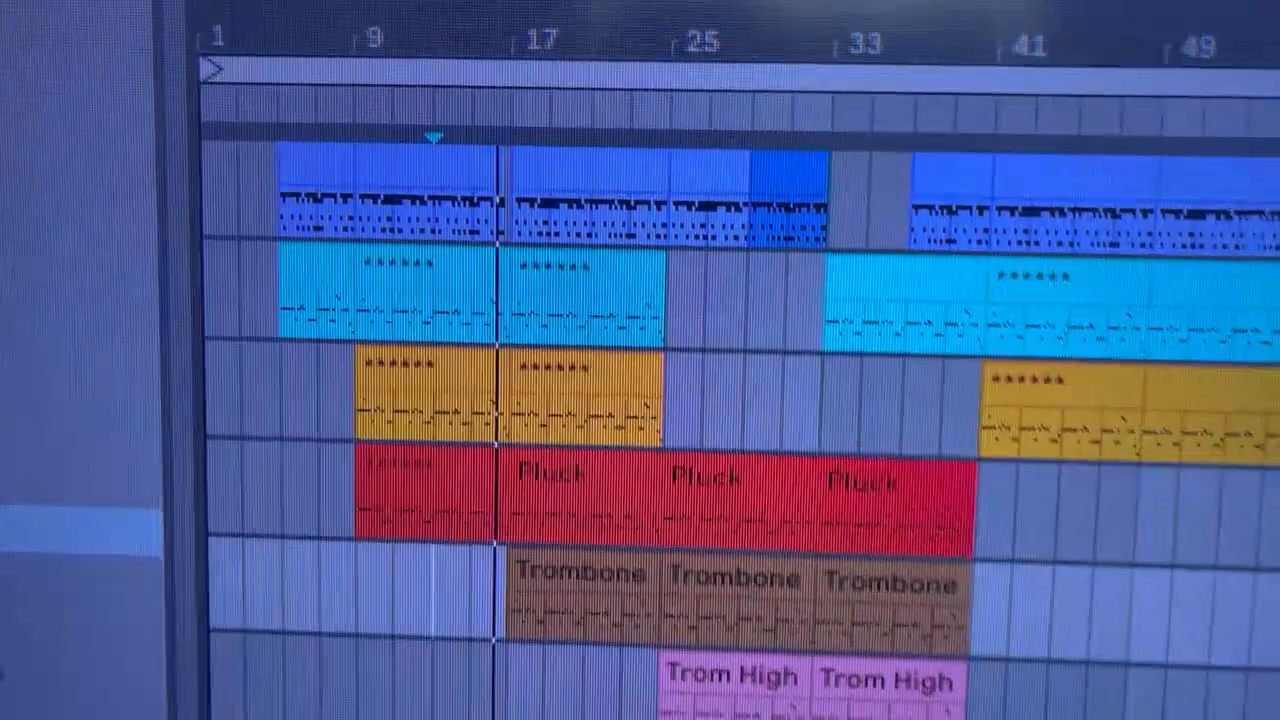 1 9 17 25 33 41 49
****** ****** ******
****** ****** ******
****** Pluck Pluck Pluck
Trombone Trombone Trombone
Trom High Trom High